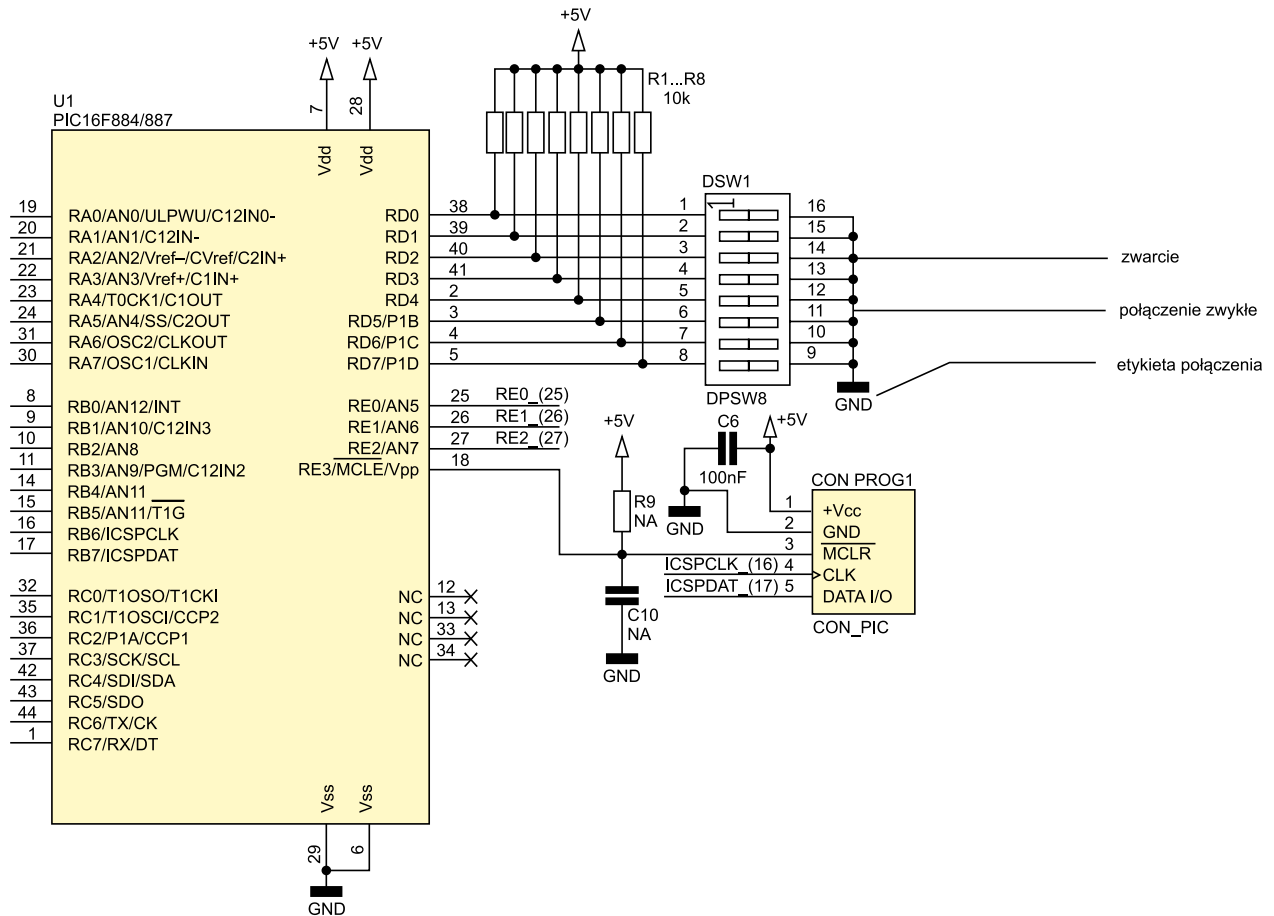 +5V
+5V +5V
R1...R8
10k
U1
PIC16F884/887
7
28
Vdd
Vdd
DSW1
19 RA0/AN0/ULPWU/C12IN0- RD0 38 1 16
20 RA1/AN1/C12IN- RD1 39 2 15
21 RA2/AN2/Vref–/CVref/C2IN+ RD2 40 3 14 zwarcie
22 RA3/AN3/Vref+/C1IN+ RD3 41 4 13
23 RA4/T0CK1/C1OUT RD4 2 5 12
24 RA5/AN4/SS/C2OUT RD5/P1B 3 6 11 połączenie zwykłe
31 RA6/OSC2/CLKOUT RD6/P1C 4 7 10
30 RA7/OSC1/CLKIN RD7/P1D 5 8 9 etykieta połączenia
GND
DPSW8
8 RB0/AN12/INT RE0/AN5 25 RE0_(25)
9 RB1/AN10/C12IN3 RE1/AN6 26 RE1_(26)
10 RB2/AN8 RE2/AN7 27 RE2_(27)
11 RB3/AN9/PGM/C12IN2 RE3/MCLE/Vpp 18
14 RB4/AN11
15 RB5/AN11/T1G
16 RB6/ICSPCLK
17 RB7/ICSPDAT
+5V
C6
+5V
100nF
GND
R9
NA
CON PROG1
1 +Vcc
2 GND
3 MCLR
ICSPCLK_(16) 4 CLK
ICSPDAT_(17) 5 DATA I/O
CON_PIC
C10
NA
GND
32 RC0/T1OSO/T1CKI NC 12
35 RC1/T1OSCI/CCP2 NC 13
36 RC2/P1A/CCP1 NC 33
37 RC3/SCK/SCL NC 34
42 RC4/SDI/SDA
43 RC5/SDO
44 RC6/TX/CK
1 RC7/RX/DT
Vss
Vss
29
6
GND